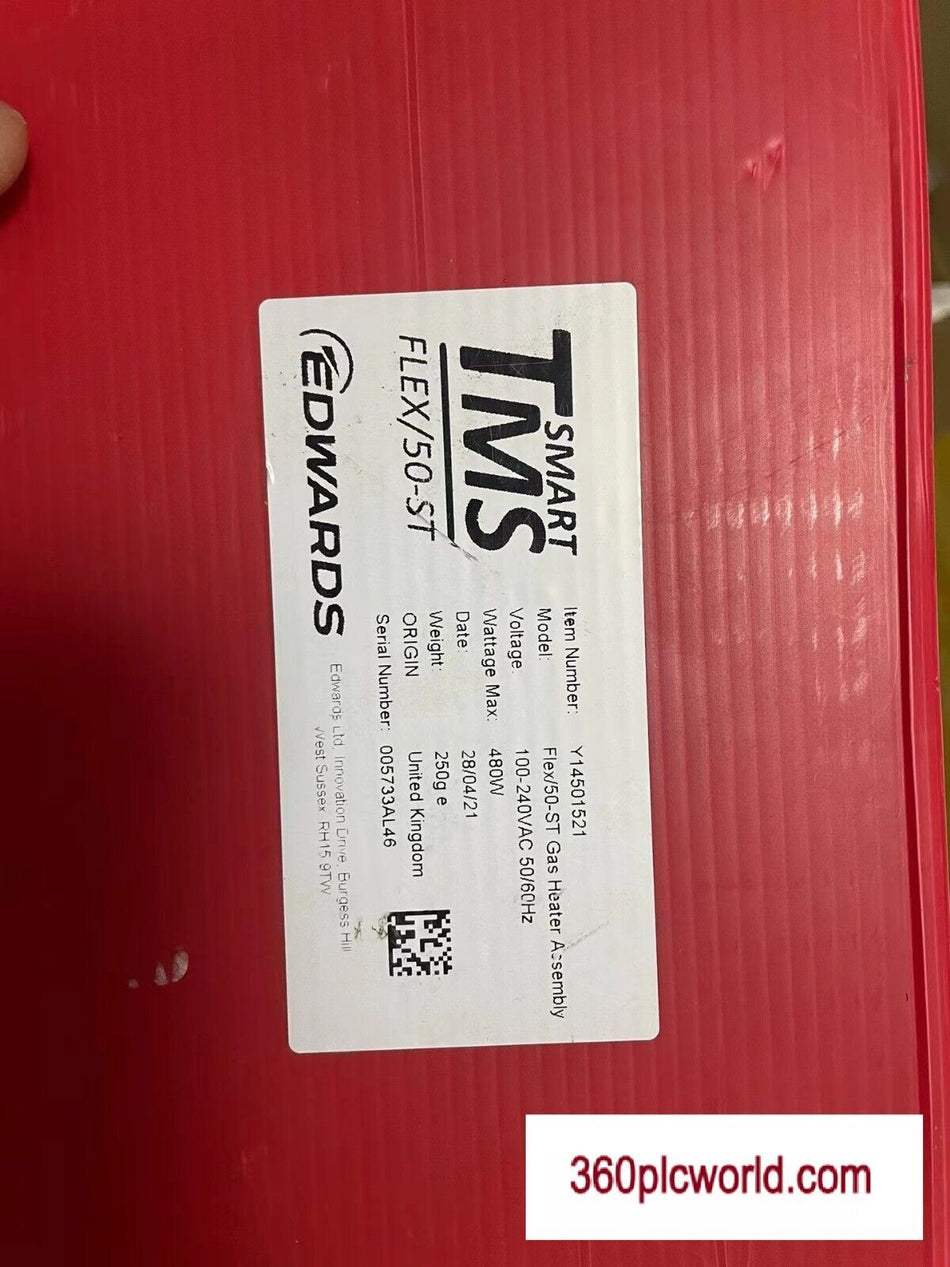 SMART
TMS
FLEX/50-ST
EDWARDS
Item Number: Y14501521
Model: Flex/50-ST Gas Heater Assembly
Voltage: 100-240VAC 50/60Hz
Wattage Max: 480W
Date: 28/04/21
Weight: 250g e
ORIGIN United Kingdom
Serial Number: 005733AL46
Edwards Ltd, Innovation Drive, Burgess Hill
West Sussex RH15 9TW
360plcworld.com